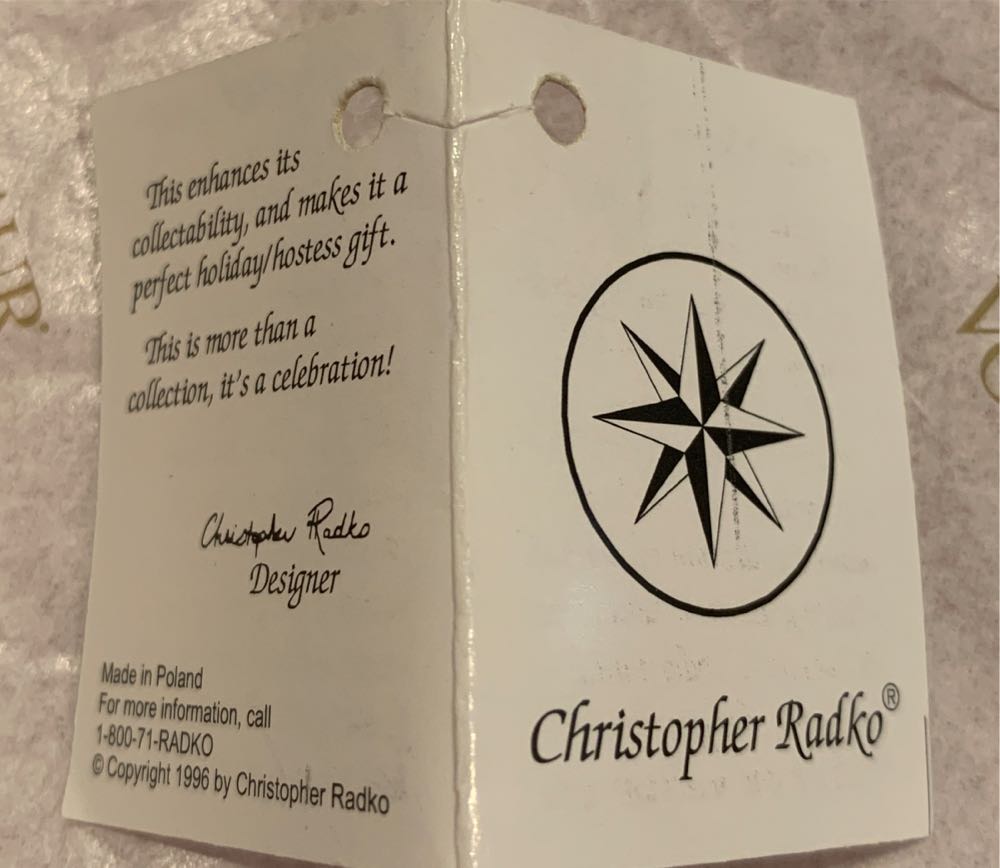 This enhances its
collectability, and makes it a
perfect holiday/hostess gift.
This is more than a
collection, it's a celebration!
Christopher Radko
Designer
Made in Poland
For more information, call
1-800-71-RADKO
© Copyright 1996 by Christopher Radko
Christopher Radko®